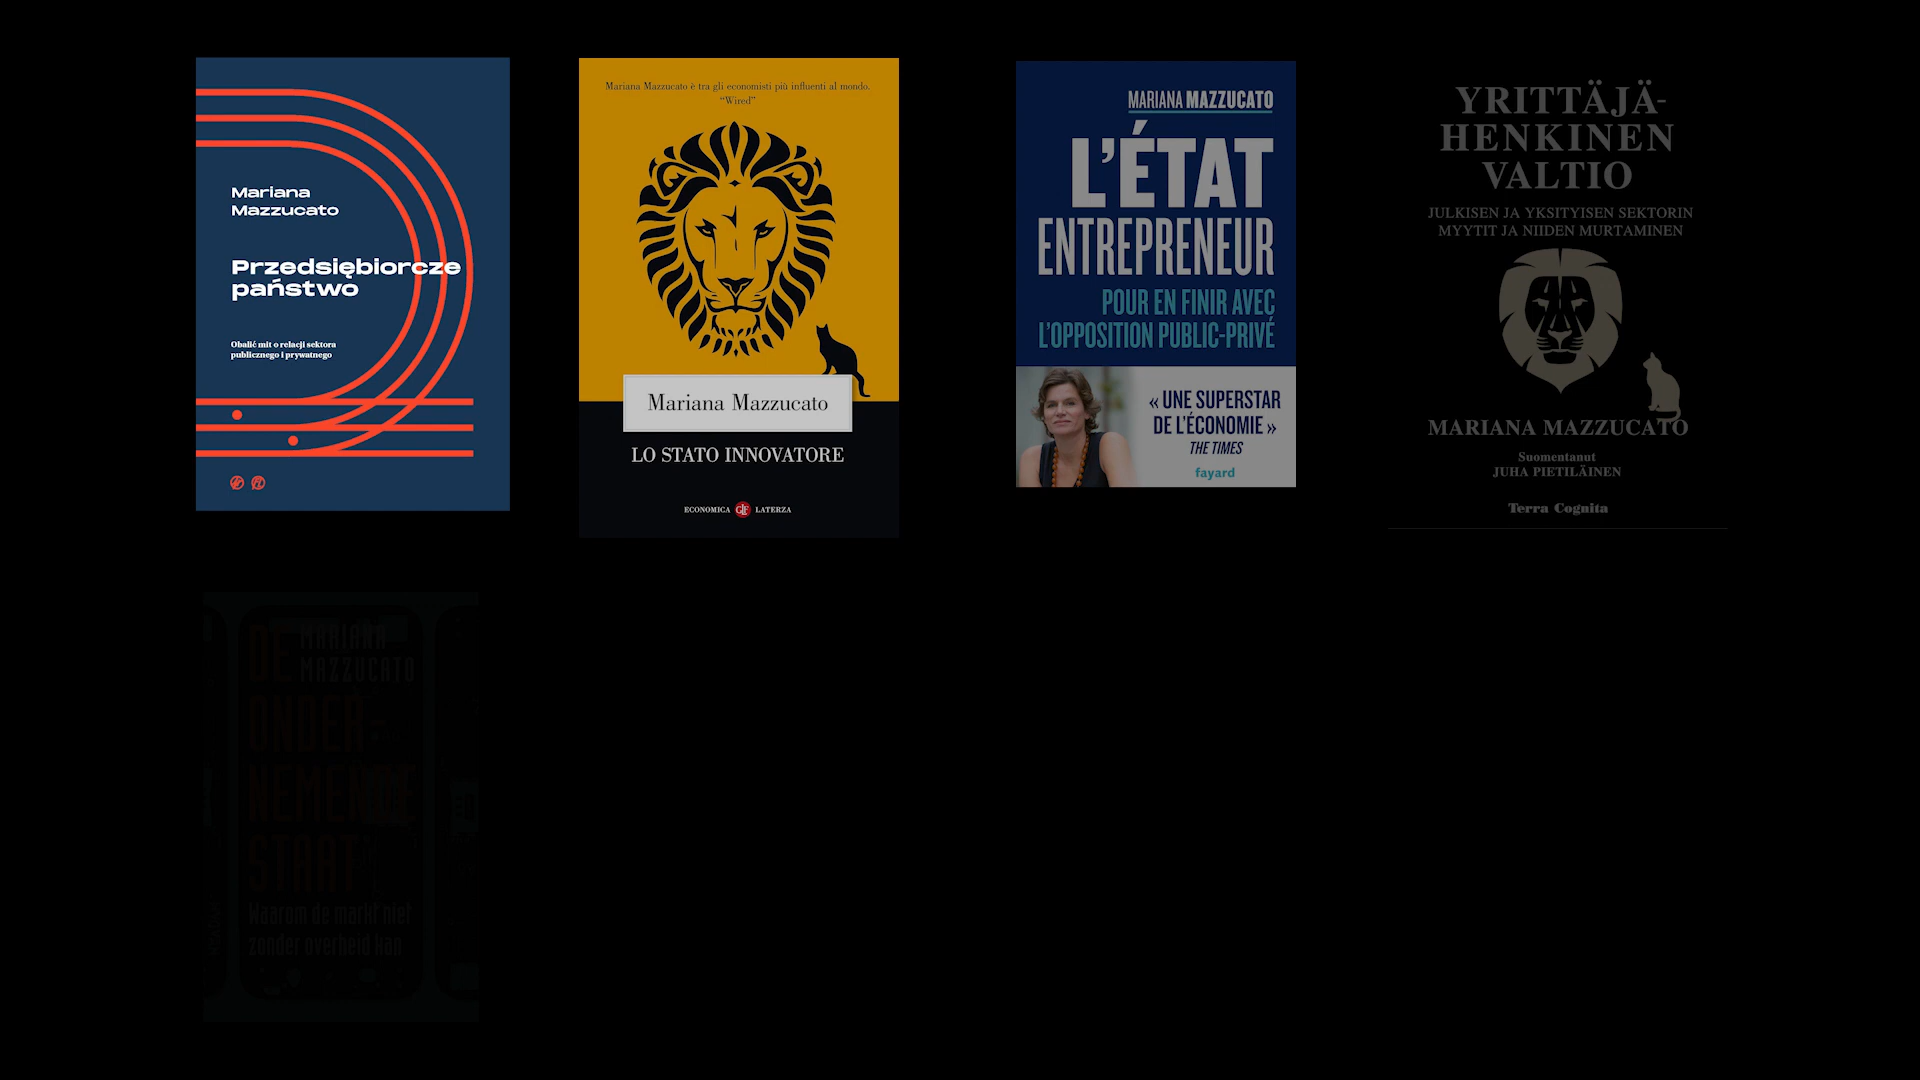 Mariana
Mazzucato
Przedsiębiorcze
państwo
Obalić mit o relacji sektora
publicznego i prywatnego
Mariana Mazzucato è tra gli economisti più influenti al mondo.
“Wired”
Mariana Mazzucato
LO STATO INNOVATORE
ECONOMICA GLF LATERZA
MARIANA MAZZUCATO
L’ÉTAT
ENTREPRENEUR
POUR EN FINIR AVEC
L’OPPOSITION PUBLIC-PRIVÉ
« UNE SUPERSTAR
DE L’ÉCONOMIE »
THE TIMES
fayard
YRITTÄJÄ-
HENKINEN
VALTIO
JULKISEN JA YKSITYISEN SEKTORIN
MYYTIT JA NIIDEN MURTAMINEN
MARIANA MAZZUCATO
Suomentanut
JUHA PIETILÄINEN
Terra Cognita
DE MARIANA
MAZZUCATO
ONDER-
NEMENDE
STAAT
Waarom de markt niet
zonder overheid kan